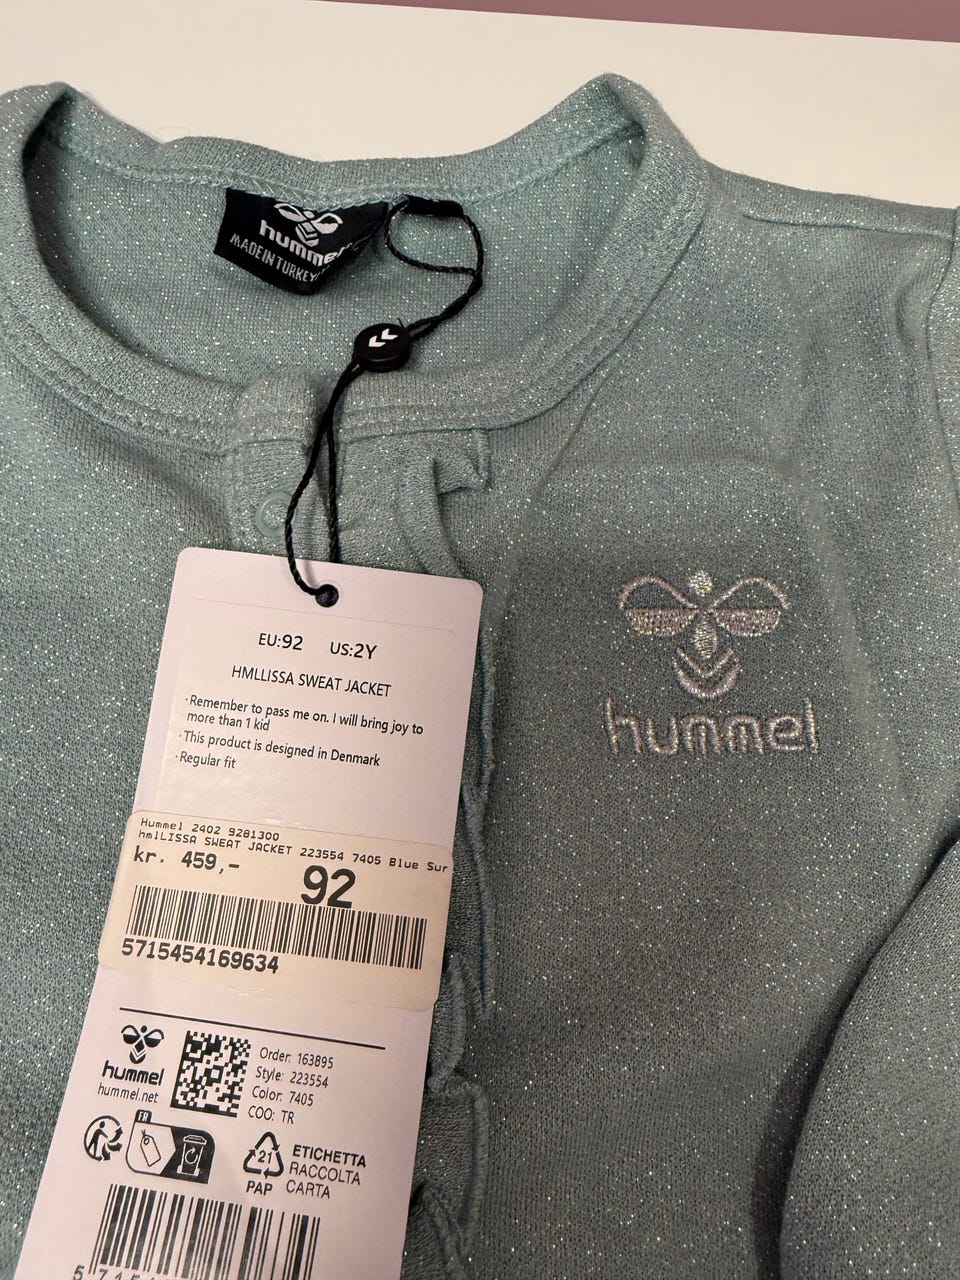 hummel
MADE IN TURKEY
EU:92 US:2Y
HMLLISSA SWEAT JACKET
·Remember to pass me on. I will bring joy to
more than 1 kid
·This product is designed in Denmark
·Regular fit
hummel
Hummel 2402 9281300
hmlLISSA SWEAT JACKET 223554 7405 Blue Sur
kr. 459,-
92
5715454169634
hummel
hummel.net
Order: 163895
Style: 223554
Color: 7405
COO: TR
FR
21
PAP
ETICHETTA
RACCOLTA
CARTA